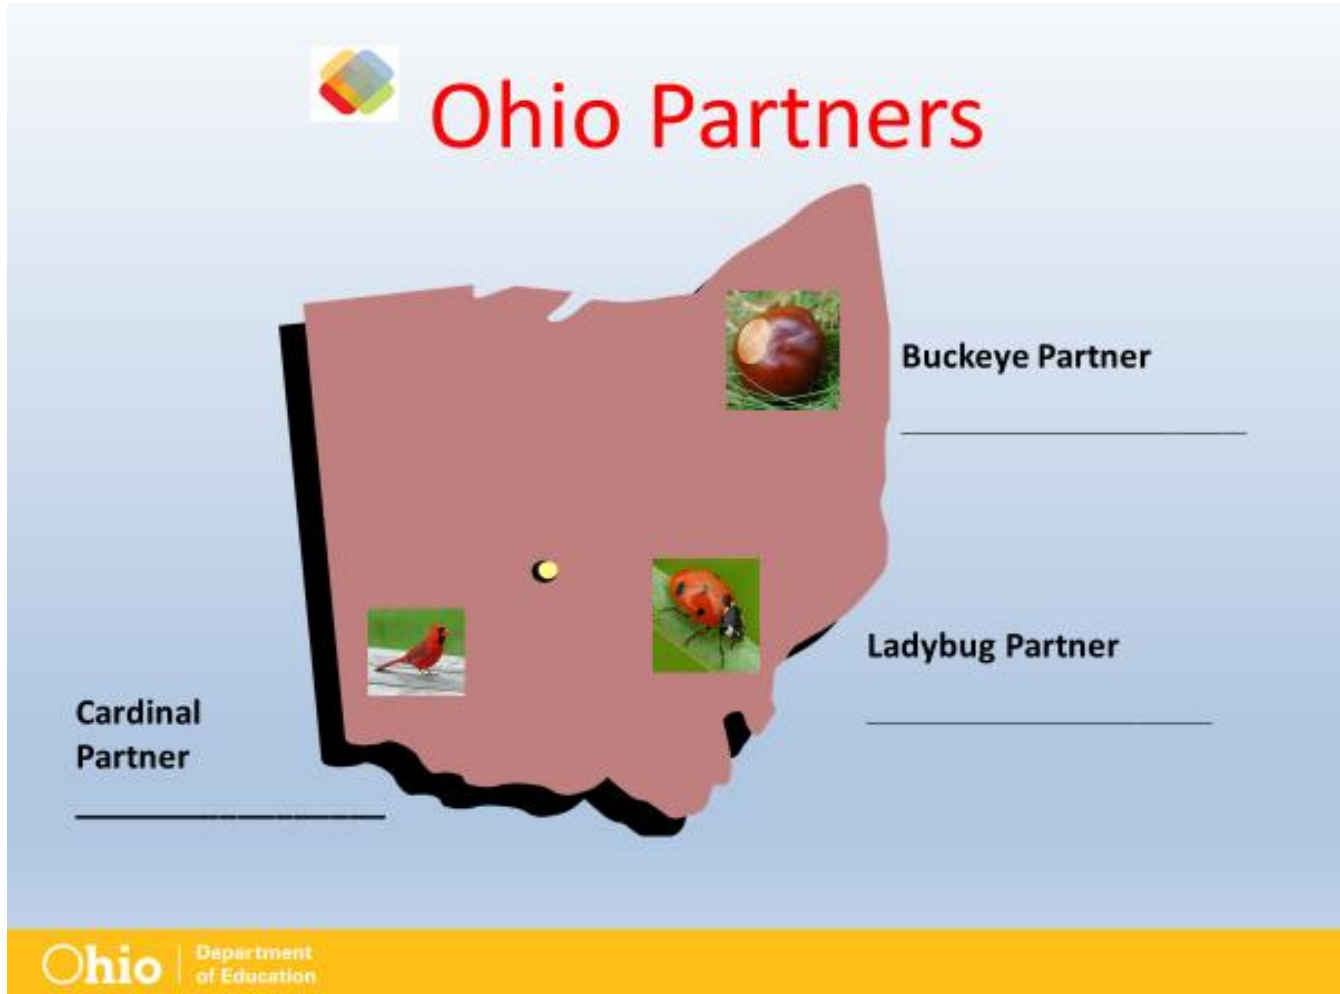 Ohio Partners
Buckeye Partner
Ladybug Partner
Cardinal
Partner
Ohio
Department
of Education